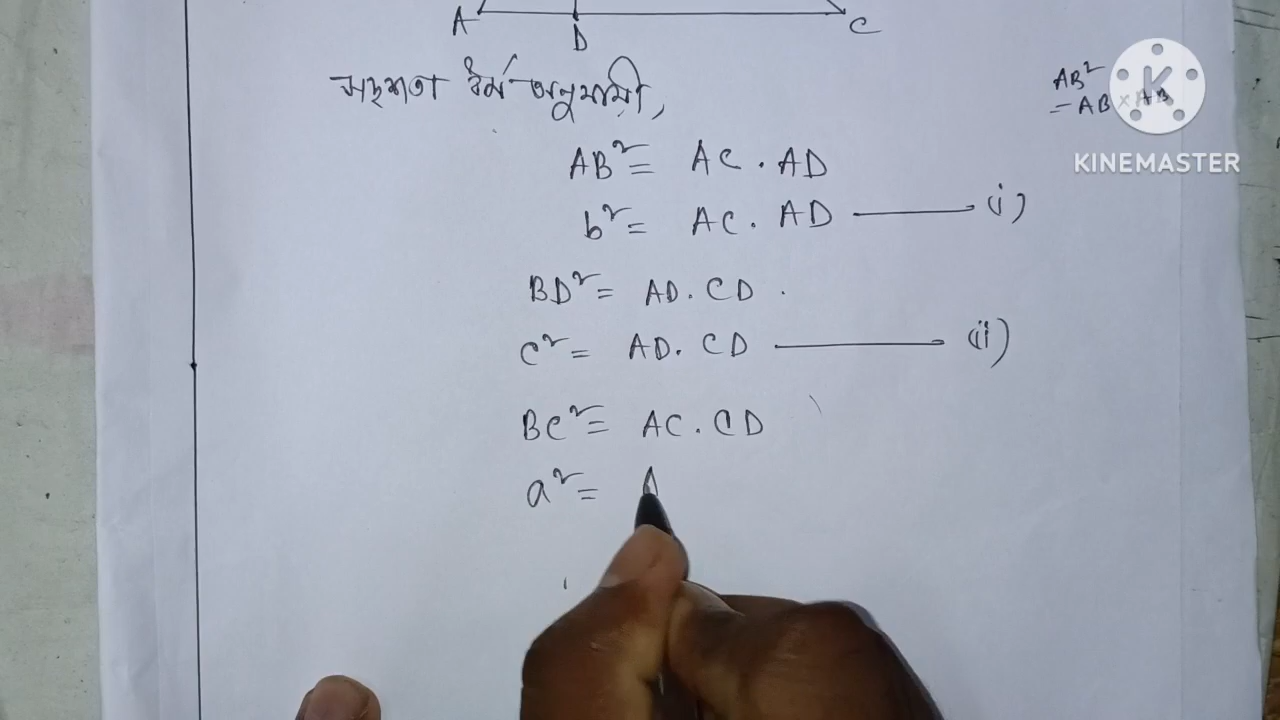 A D C
সদৃশতা ধর্ম অনুযায়ী,
AB² = AC . AD
b² = AC . AD ——— (i)
BD² = AD . CD .
c² = AD . CD ——— (ii)
BC² = AC . CD
a² = A
AB²
= AB × AB
KINEMASTER